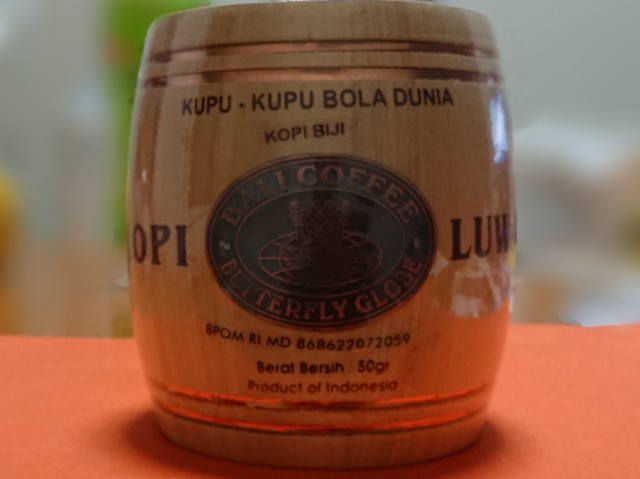 KUPU - KUPU BOLA DUNIA
KOPI BIJI
BALI COFFEE
OPI
LUW
BUTTERFLY GLOBE
BPOM RI MD 868622072059
Berat Bersih : 50gr
Product of Indonesia